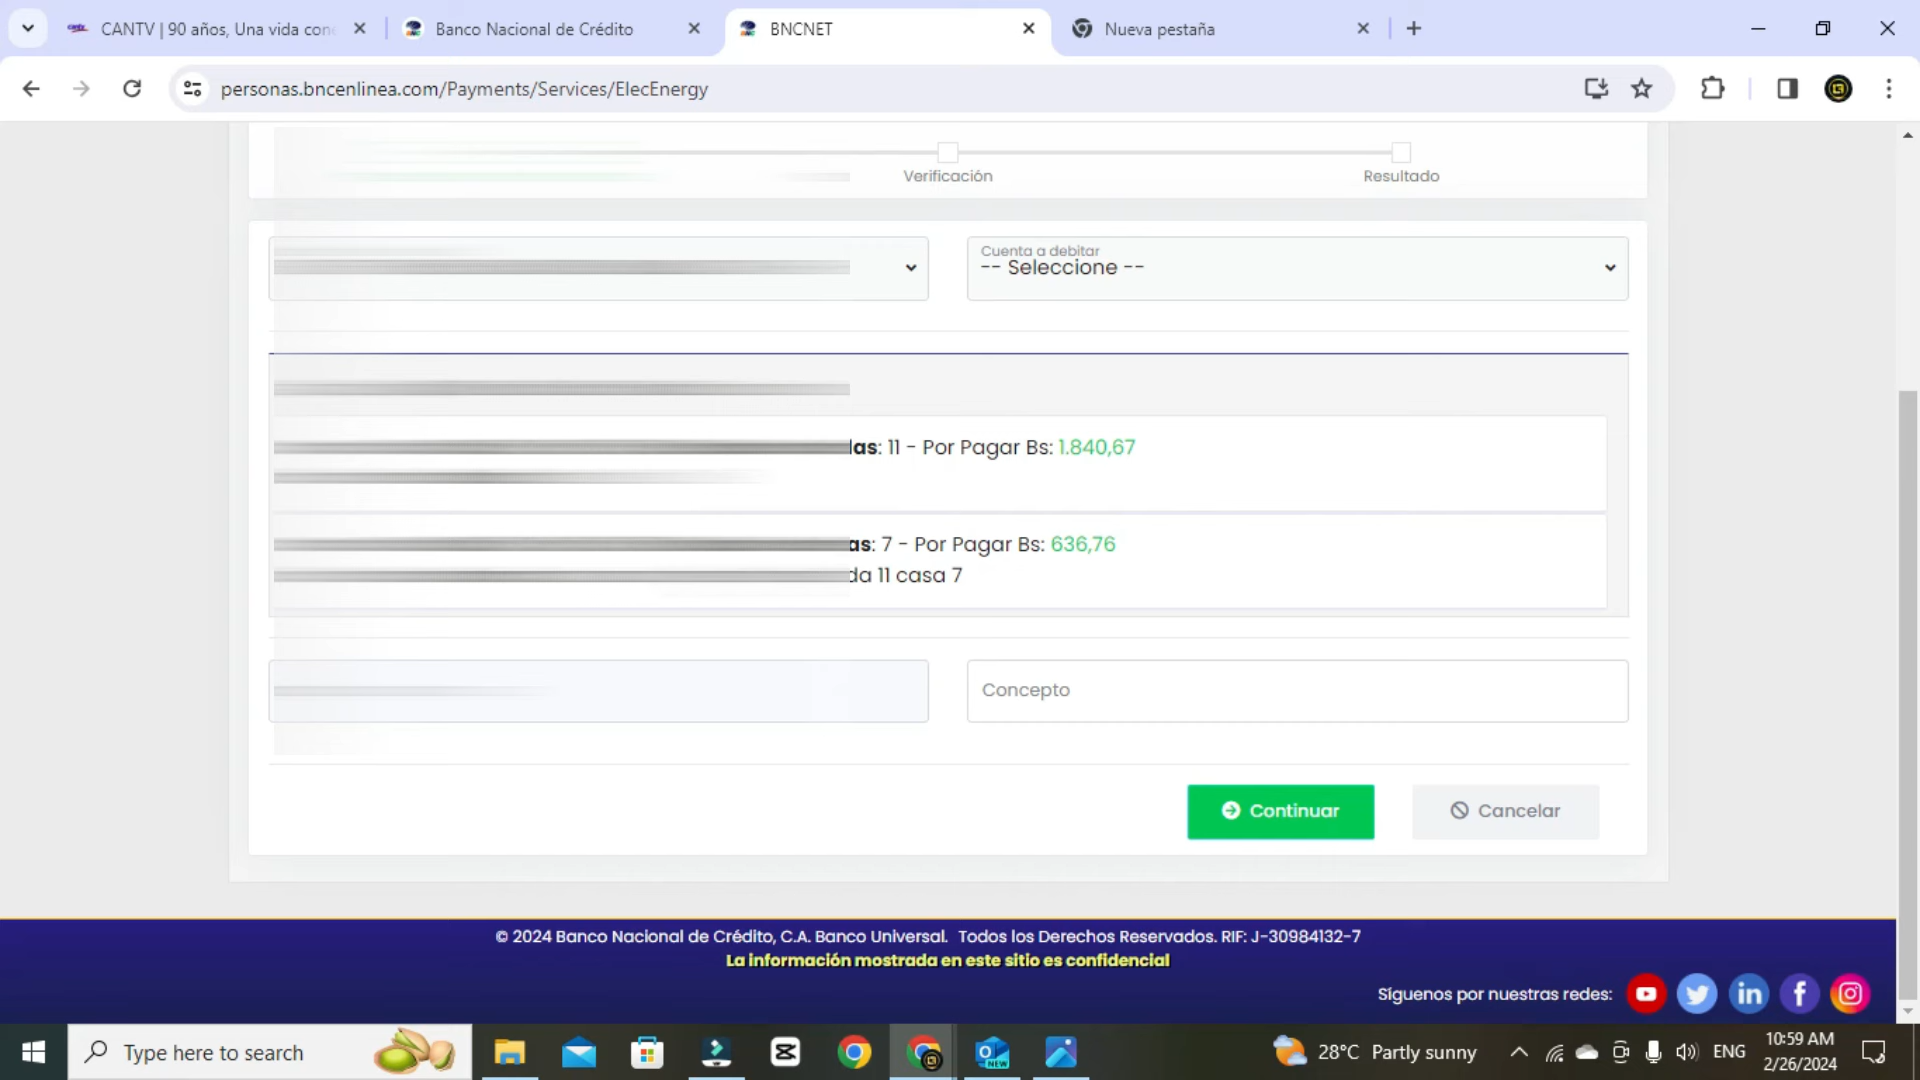 CANTV | 90 años, Una vida con
Banco Nacional de Crédito
BNCNET
Nueva pestaña
personas.bncenlinea.com/Payments/Services/ElecEnergy
Verificación
Resultado
Cuenta a debitar
-- Seleccione --
das: 11 - Por Pagar Bs: 1.840,67
as: 7 - Por Pagar Bs: 636,76
da 11 casa 7
Concepto
Continuar
Cancelar
© 2024 Banco Nacional de Crédito, C.A. Banco Universal. Todos los Derechos Reservados. RIF: J-30984132-7
La información mostrada en este sitio es confidencial
Síguenos por nuestras redes:
Type here to search
NEW
28°C Partly sunny
ENG
10:59 AM
2/26/2024